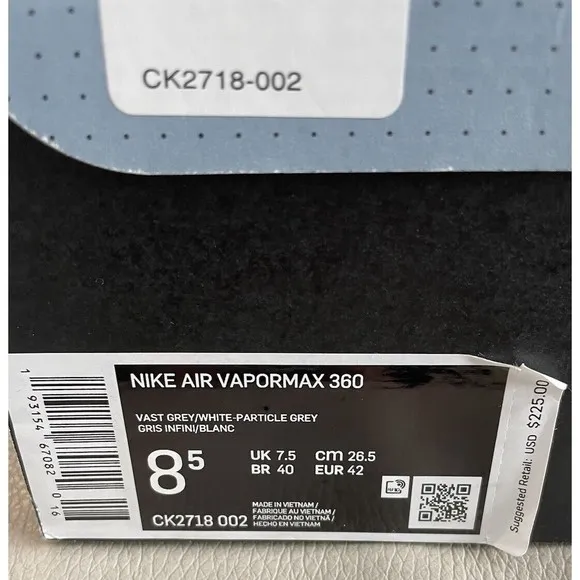 CK2718-002
NIKE AIR VAPORMAX 360
VAST GREY/WHITE-PARTICLE GREY
GRIS INFINI/BLANC
8⁵
UK 7.5 CM 26.5
BR 40 EUR 42
CK2718 002
MADE IN VIETNAM /
FABRIQUE AU VIETNAM /
FABRICADO NO VIETNÃ /
HECHO EN VIETNAM
1 93154 67082 0 16
Suggested Retail: USD $225.00